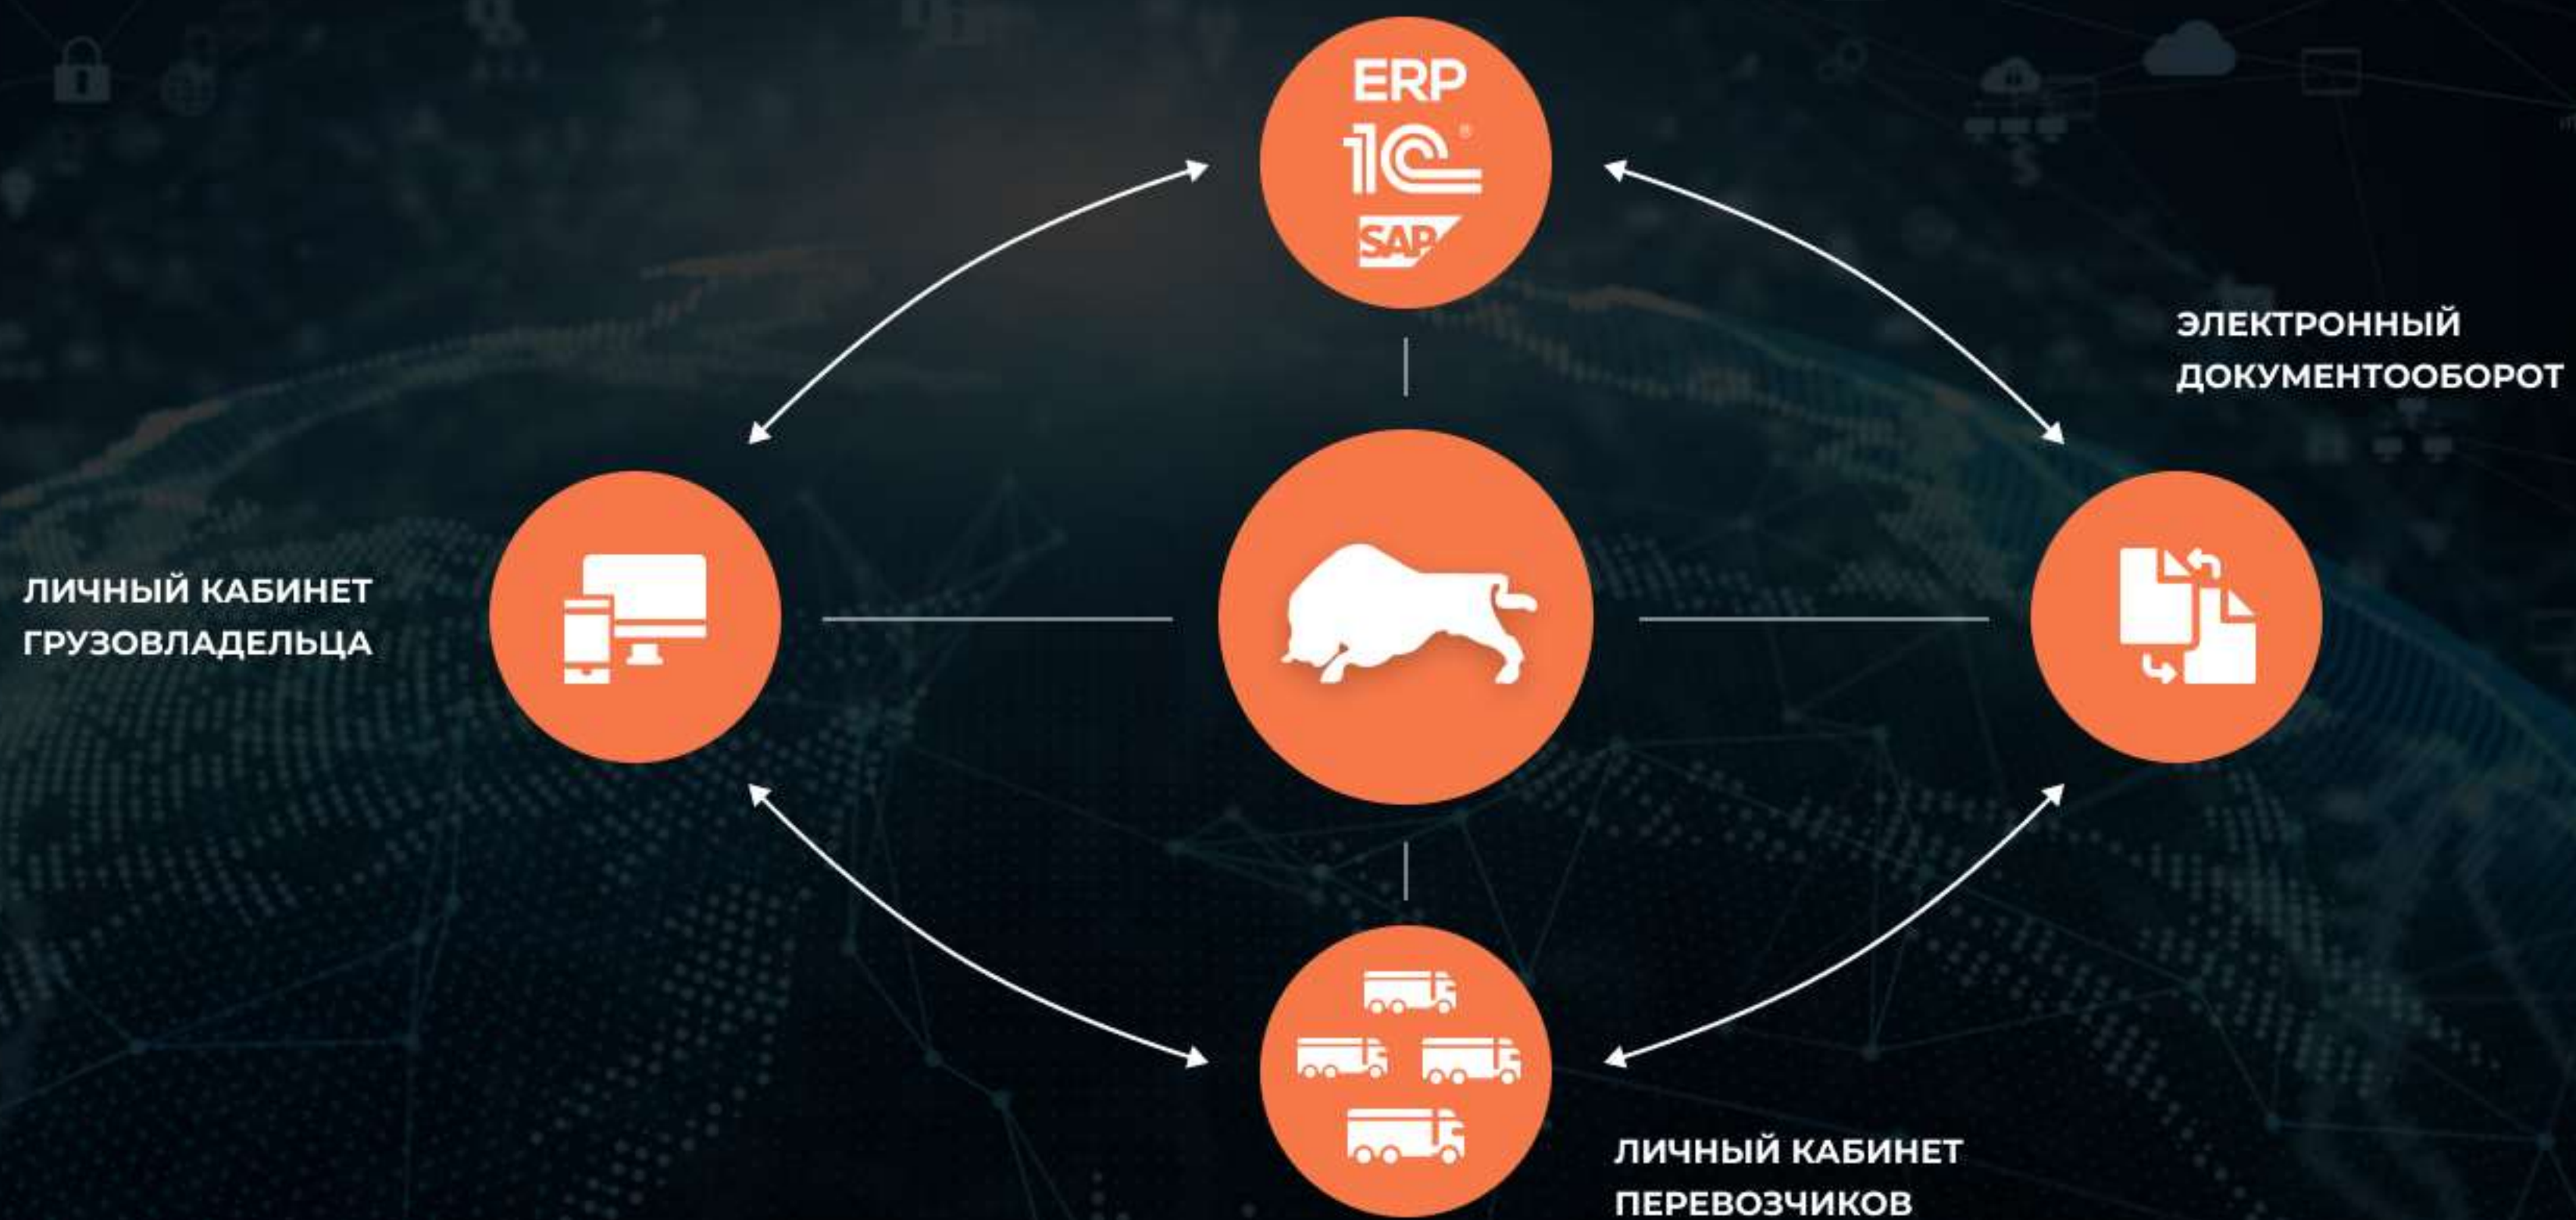 ERP
1С®
SAP
ЭЛЕКТРОННЫЙ
ДОКУМЕНТООБОРОТ
ЛИЧНЫЙ КАБИНЕТ
ГРУЗОВЛАДЕЛЬЦА
ЛИЧНЫЙ КАБИНЕТ
ПЕРЕВОЗЧИКОВ